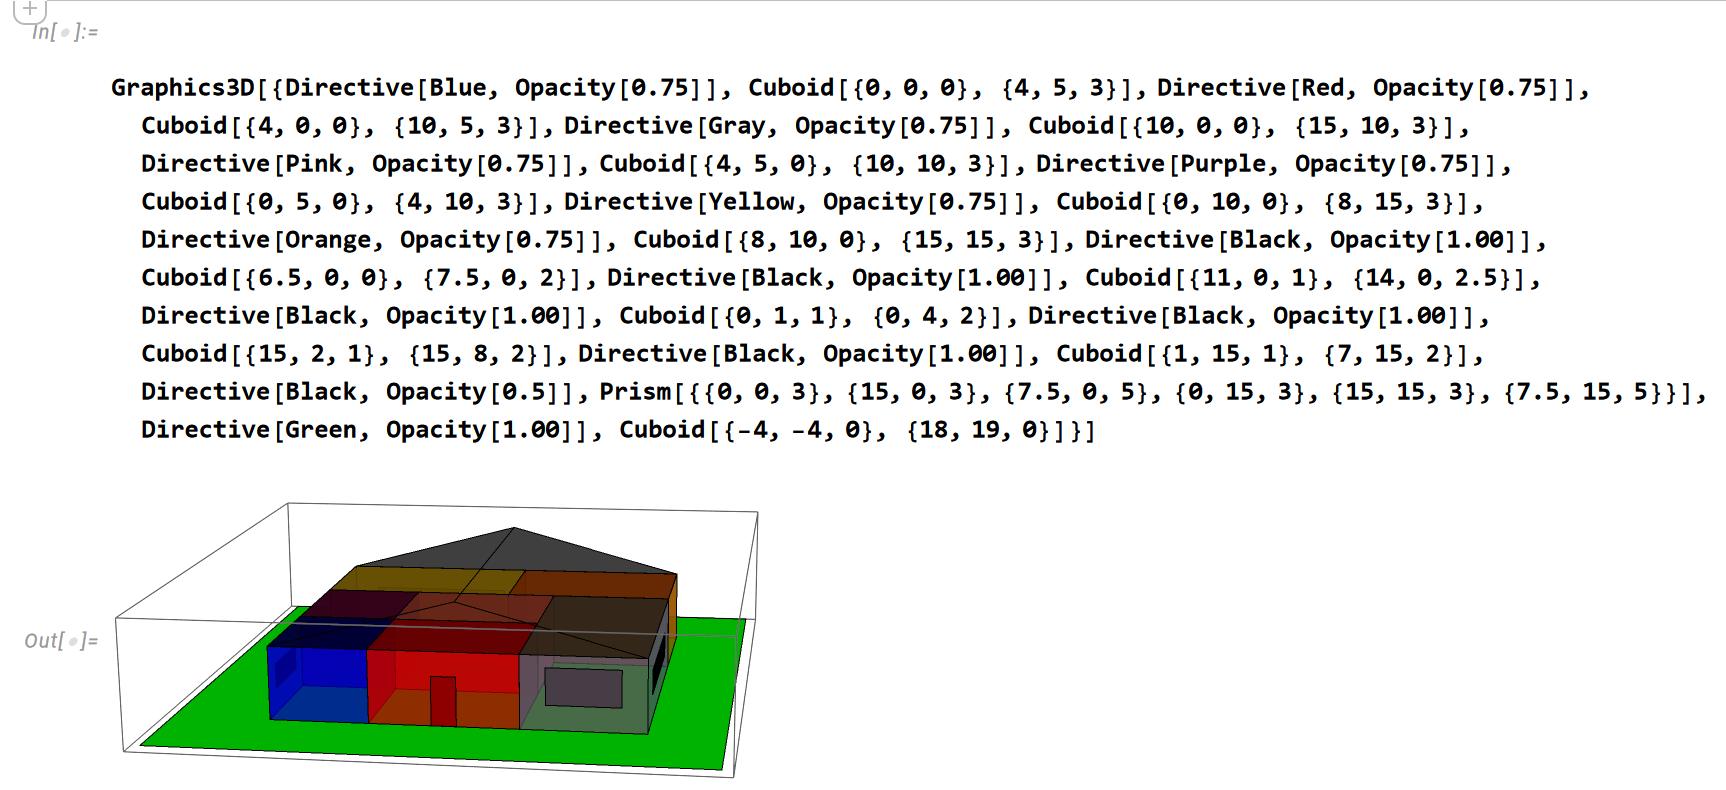 In[ ]:=
Graphics3D[{Directive[Blue, Opacity[0.75]], Cuboid[{0, 0, 0}, {4, 5, 3}], Directive[Red, Opacity[0.75]],
Cuboid[{4, 0, 0}, {10, 5, 3}], Directive[Gray, Opacity[0.75]], Cuboid[{10, 0, 0}, {15, 10, 3}],
Directive[Pink, Opacity[0.75]], Cuboid[{4, 5, 0}, {10, 10, 3}], Directive[Purple, Opacity[0.75]],
Cuboid[{0, 5, 0}, {4, 10, 3}], Directive[Yellow, Opacity[0.75]], Cuboid[{0, 10, 0}, {8, 15, 3}],
Directive[Orange, Opacity[0.75]], Cuboid[{8, 10, 0}, {15, 15, 3}], Directive[Black, Opacity[1.00]],
Cuboid[{6.5, 0, 0}, {7.5, 0, 2}], Directive[Black, Opacity[1.00]], Cuboid[{11, 0, 1}, {14, 0, 2.5}],
Directive[Black, Opacity[1.00]], Cuboid[{0, 1, 1}, {0, 4, 2}], Directive[Black, Opacity[1.00]],
Cuboid[{15, 2, 1}, {15, 8, 2}], Directive[Black, Opacity[1.00]], Cuboid[{1, 15, 1}, {7, 15, 2}],
Directive[Black, Opacity[0.5]], Prism[{{0, 0, 3}, {15, 0, 3}, {7.5, 0, 5}, {0, 15, 3}, {15, 15, 3}, {7.5, 15, 5}}],
Directive[Green, Opacity[1.00]], Cuboid[{-4, -4, 0}, {18, 19, 0}]}]
Out[ ]=